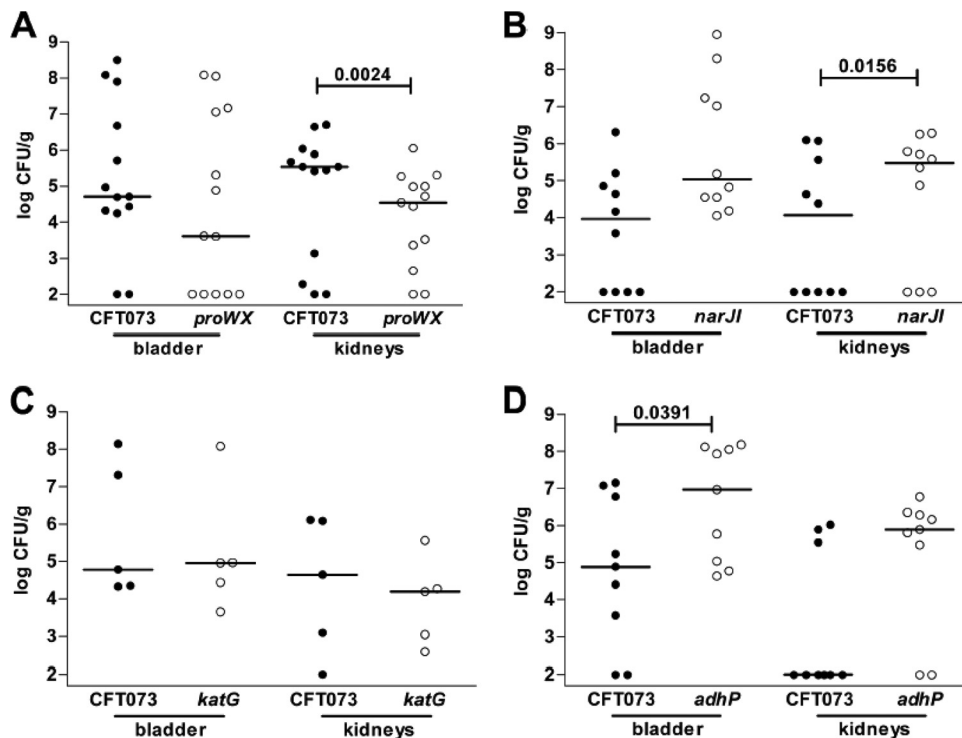 A
log CFU/g
9
8
7
6
5
4
3
2
0.0024
CFT073 proWX CFT073 proWX
bladder kidneys
B
log CFU/g
9
8
7
6
5
4
3
2
0.0156
CFT073 narJI CFT073 narJI
bladder kidneys
C
log CFU/g
9
8
7
6
5
4
3
2
CFT073 katG CFT073 katG
bladder kidneys
D
log CFU/g
9
8
7
6
5
4
3
2
0.0391
CFT073 adhP CFT073 adhP
bladder kidneys